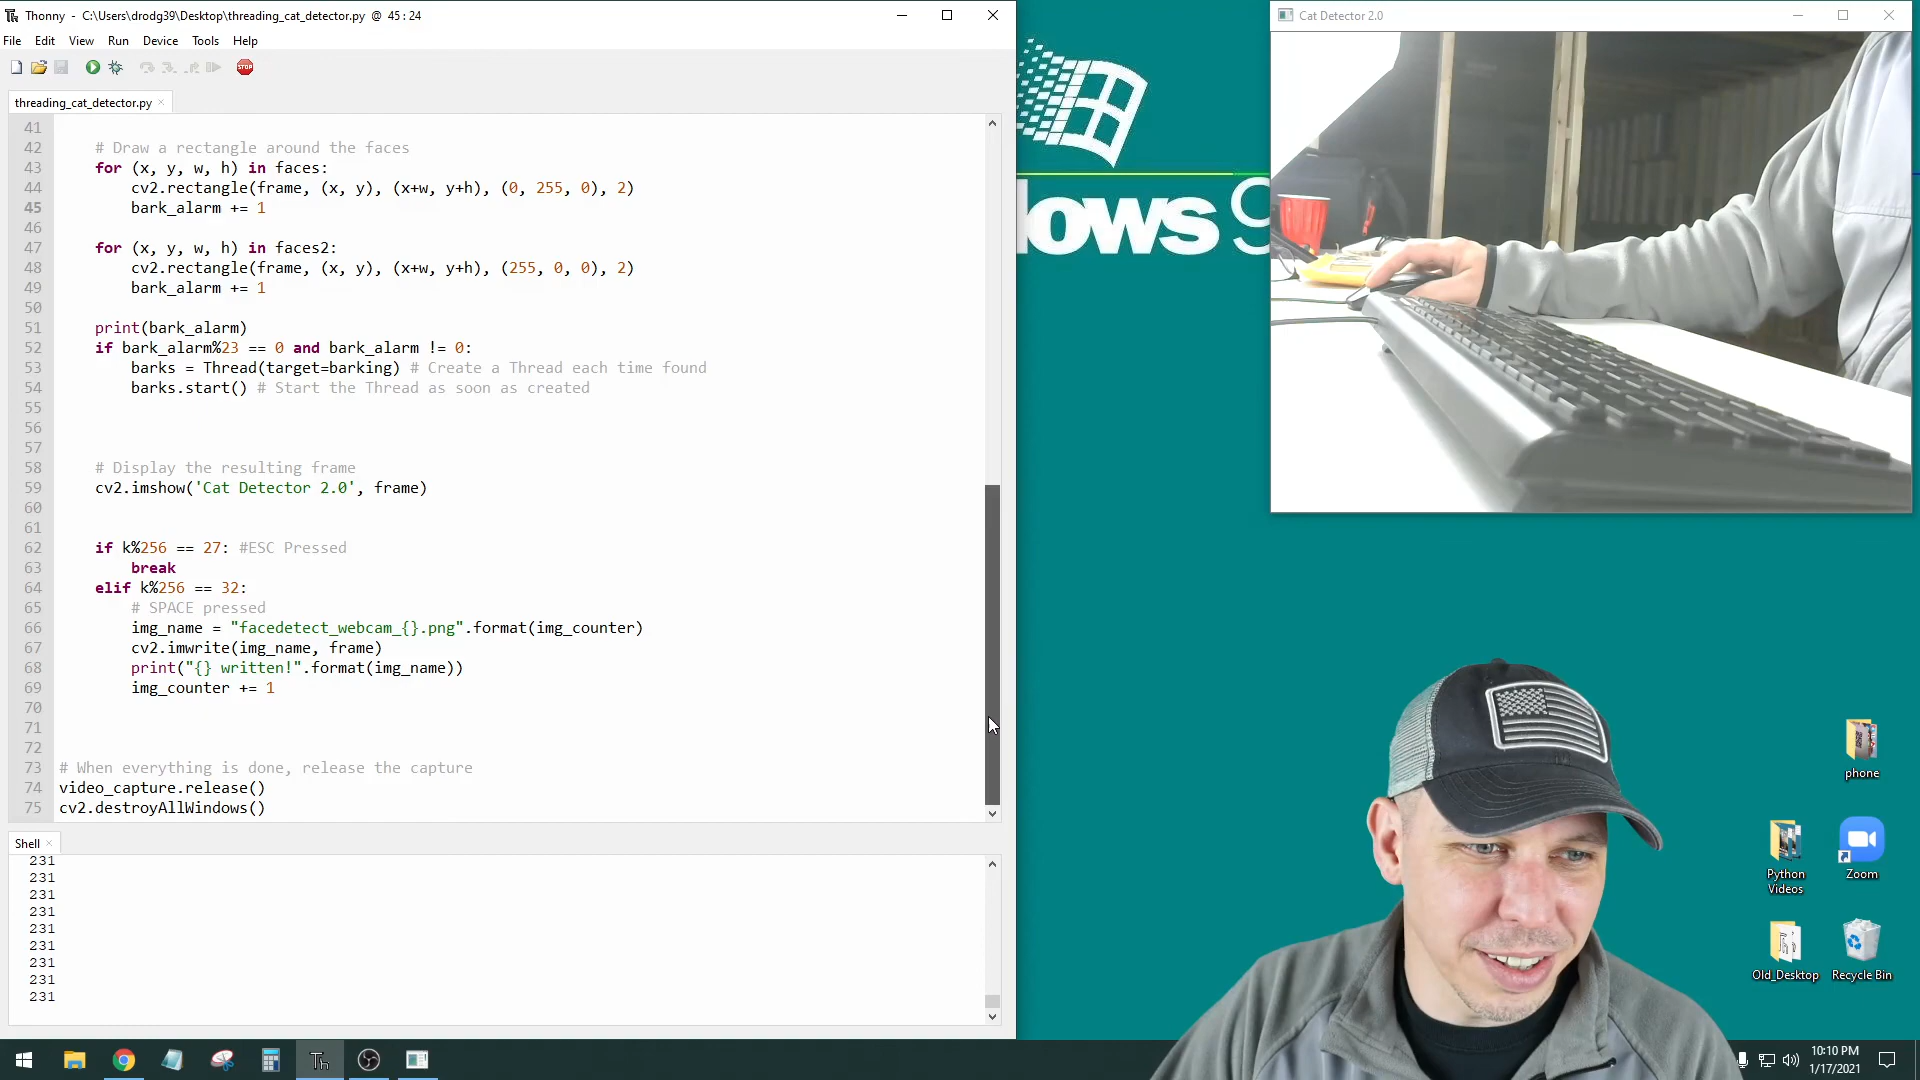 Thonny - C:\Users\drodg39\Desktop\threading_cat_detector.py @ 45 : 24
File Edit View Run Device Tools Help
STOP
threading_cat_detector.py
41
42 # Draw a rectangle around the faces
43 for (x, y, w, h) in faces:
44 cv2.rectangle(frame, (x, y), (x+w, y+h), (0, 255, 0), 2)
45 bark_alarm += 1
46
47 for (x, y, w, h) in faces2:
48 cv2.rectangle(frame, (x, y), (x+w, y+h), (255, 0, 0), 2)
49 bark_alarm += 1
50
51 print(bark_alarm)
52 if bark_alarm%23 == 0 and bark_alarm != 0:
53 barks = Thread(target=barking) # Create a Thread each time found
54 barks.start() # Start the Thread as soon as created
55
56
57
58 # Display the resulting frame
59 cv2.imshow('Cat Detector 2.0', frame)
60
61
62 if k%256 == 27: #ESC Pressed
63 break
64 elif k%256 == 32:
65 # SPACE pressed
66 img_name = "facedetect_webcam_{}.png".format(img_counter)
67 cv2.imwrite(img_name, frame)
68 print("{} written!".format(img_name))
69 img_counter += 1
70
71
72
73 # When everything is done, release the capture
74 video_capture.release()
75 cv2.destroyAllWindows()
Shell
231
231
231
231
231
231
231
231
231
Cat Detector 2.0
lows 9
phone
Python Videos
Zoom
Old_Desktop
Recycle Bin
Th
10:10 PM
1/17/2021